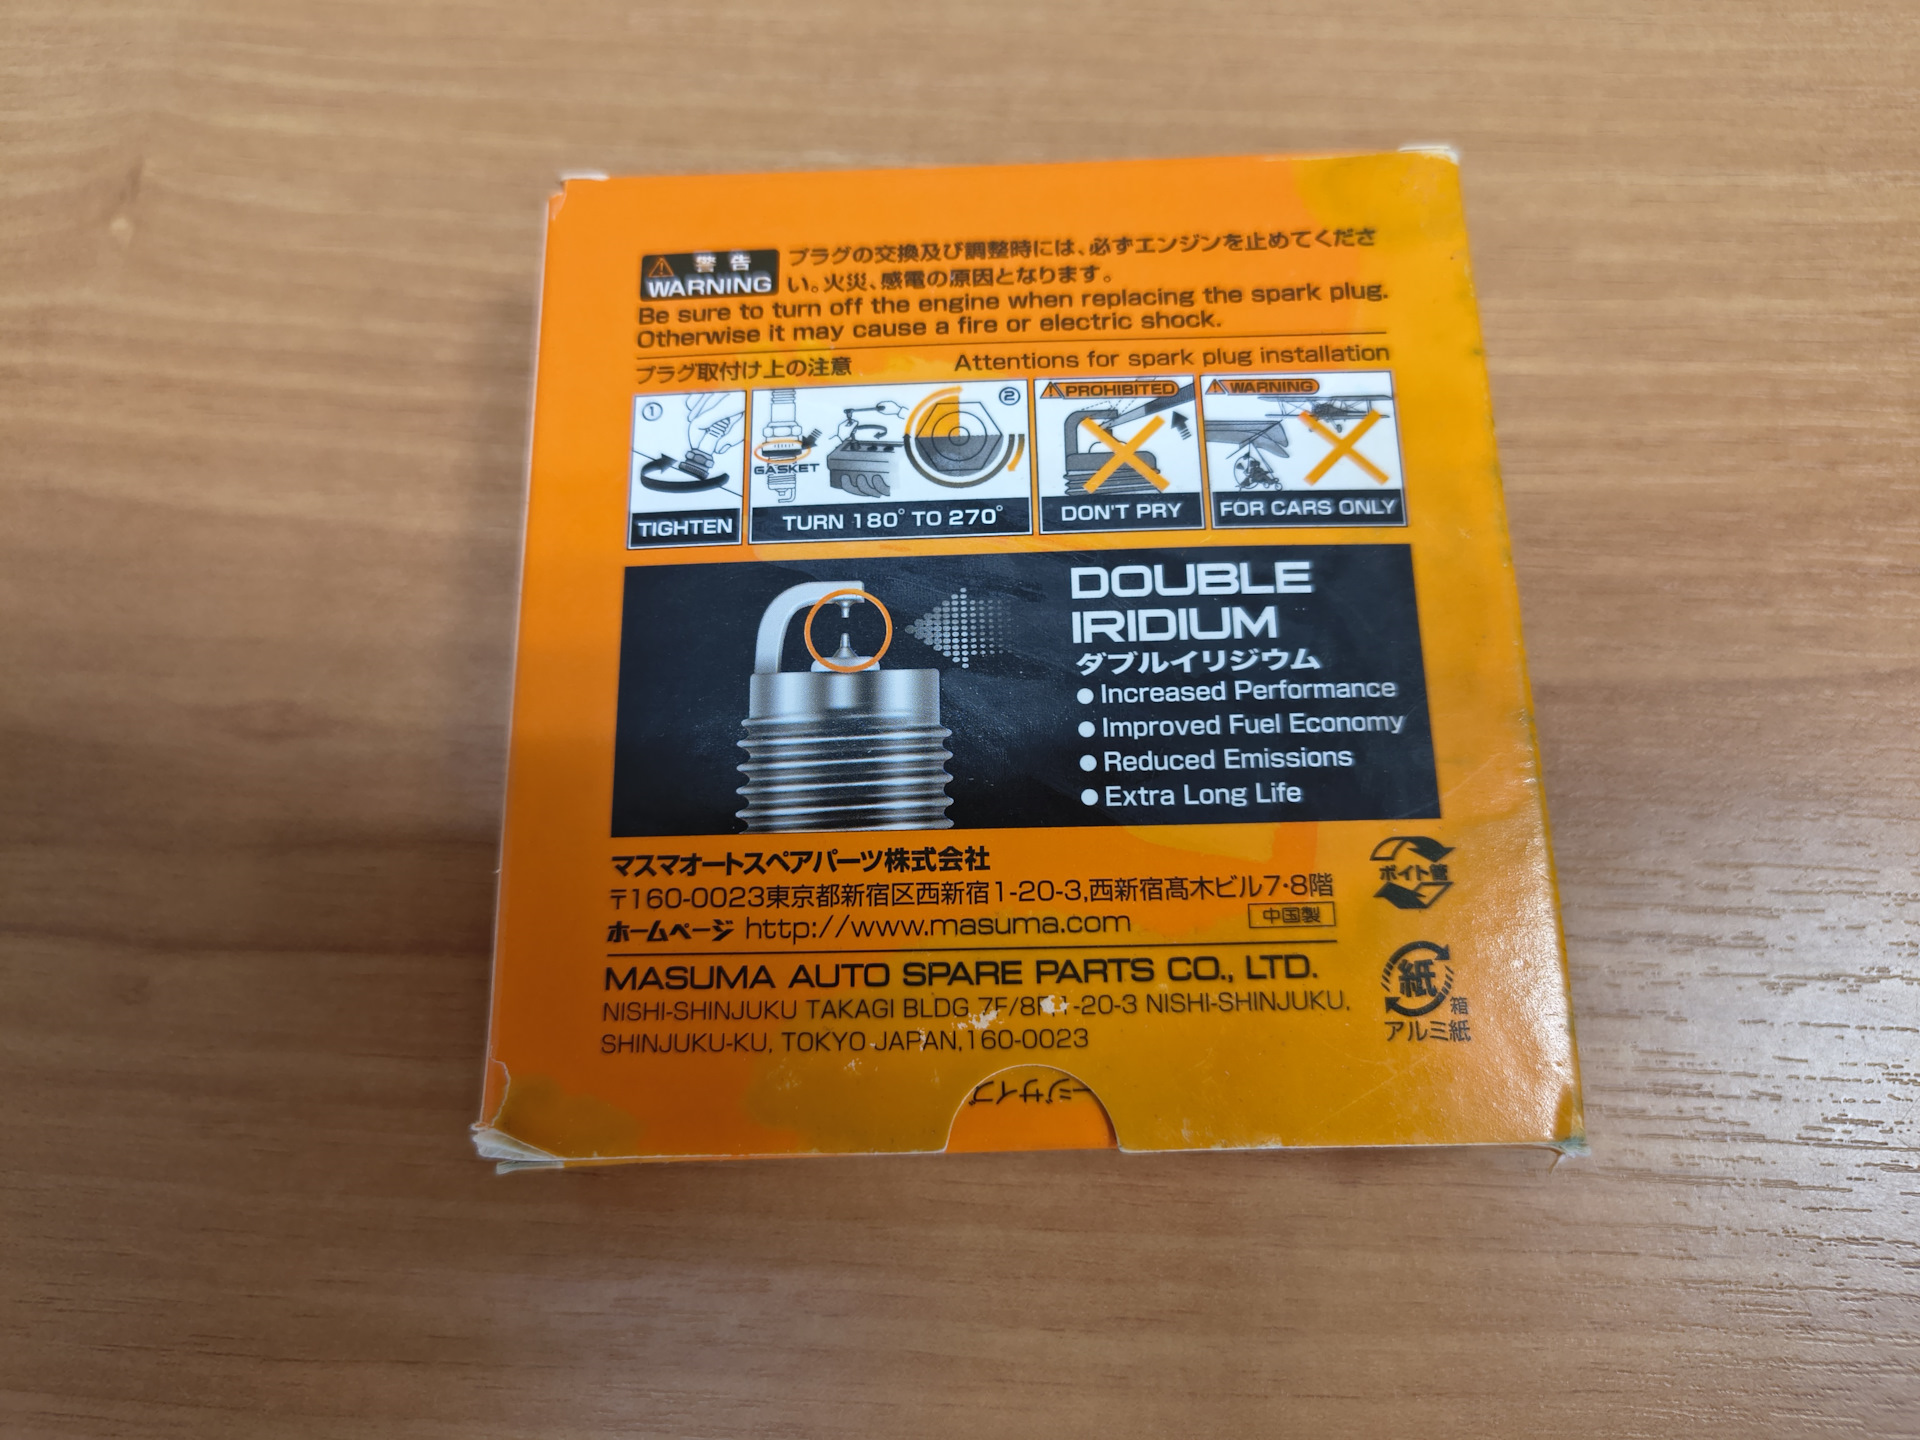 警告
WARNING
プラグの交換及び調整時には、必ずエンジンを止めてくださ
い。火災、感電の原因となります。
Be sure to turn off the engine when replacing the spark plug.
Otherwise it may cause a fire or electric shock.
プラグ取付け上の注意 Attentions for spark plug installation
① ② PROHIBITED WARNING
GASKET
TIGHTEN TURN 180° TO 270° DON'T PRY FOR CARS ONLY
DOUBLE
IRIDIUM
ダブルイリジウム
● Increased Performance
● Improved Fuel Economy
● Reduced Emissions
● Extra Long Life
マスマオートスペアパーツ株式会社
〒160-0023東京都新宿区西新宿1-20-3,西新宿髙木ビル7・8階
ホームページ http://www.masuma.com 中国製
MASUMA AUTO SPARE PARTS CO., LTD.
NISHI-SHINJUKU TAKAGI BLDG 7F/8F,1-20-3 NISHI-SHINJUKU.
SHINJUKU-KU, TOKYO JAPAN,160-0023
紙
箱
アルミ紙
ージサイズ